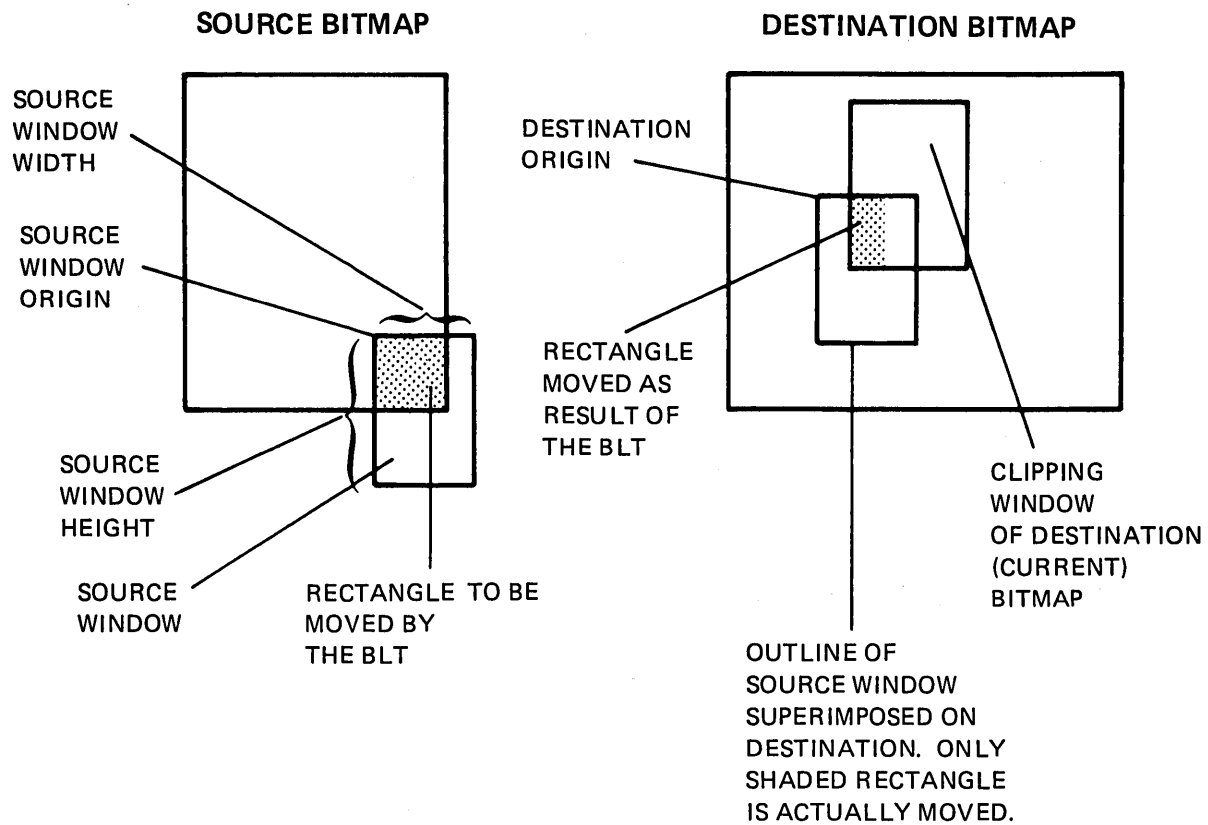 SOURCE BITMAP
SOURCE
WINDOW
WIDTH
SOURCE
WINDOW
ORIGIN
SOURCE
WINDOW
HEIGHT
SOURCE
WINDOW
RECTANGLE TO BE
MOVED BY
THE BLT
DESTINATION BITMAP
DESTINATION
ORIGIN
RECTANGLE
MOVED AS
RESULT OF
THE BLT
CLIPPING
WINDOW
OF DESTINATION
(CURRENT)
BITMAP
OUTLINE OF
SOURCE WINDOW
SUPERIMPOSED ON
DESTINATION. ONLY
SHADED RECTANGLE
IS ACTUALLY MOVED.